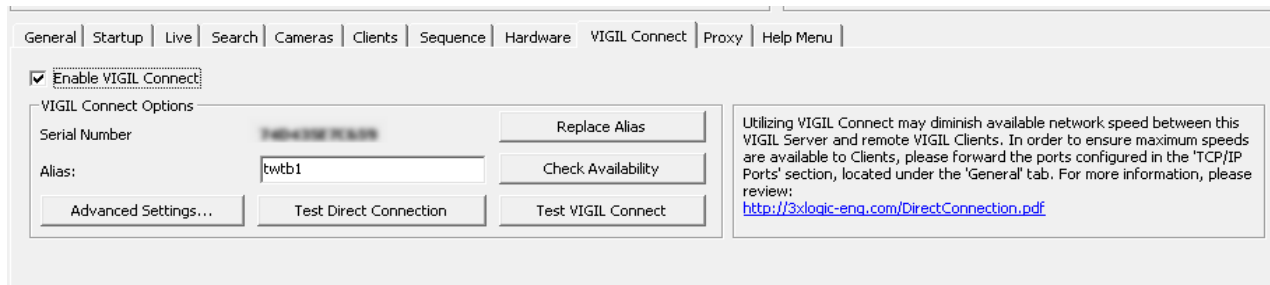 General Startup Live Search Cameras Clients Sequence Hardware VIGIL Connect Proxy Help Menu
Enable VIGIL Connect
VIGIL Connect Options
Serial Number
Replace Alias
Alias:
twtb1
Check Availability
Advanced Settings...
Test Direct Connection
Test VIGIL Connect
Utilizing VIGIL Connect may diminish available network speed between this
VIGIL Server and remote VIGIL Clients. In order to ensure maximum speeds
are available to Clients, please forward the ports configured in the 'TCP/IP
Ports' section, located under the 'General' tab. For more information, please
review:
http://3xlogic-eng.com/DirectConnection.pdf